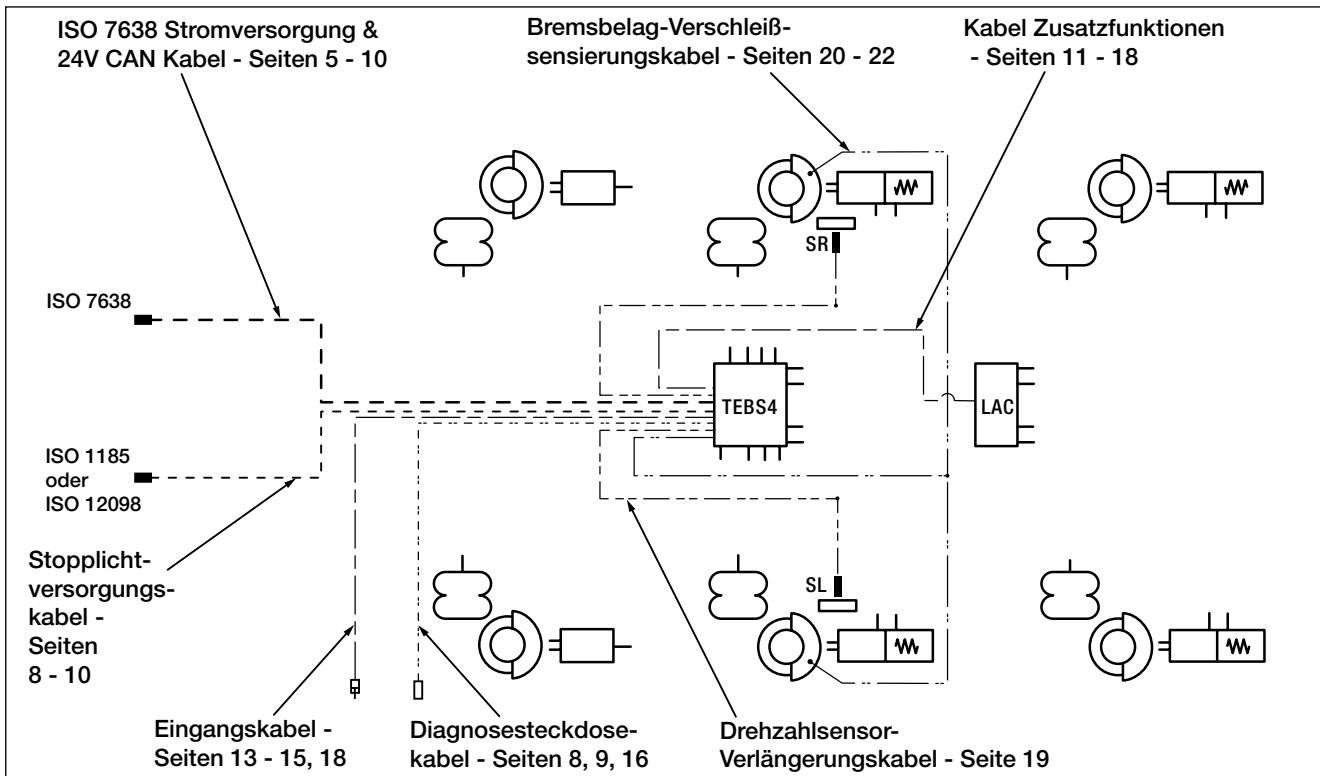 ISO 7638 Stromversorgung &
24V CAN Kabel - Seiten 5 - 10
Bremsbelag-Verschleiß-
sensierungskabel - Seiten 20 - 22
Kabel Zusatzfunktionen
- Seiten 11 - 18
SR
ISO 7638
TEBS4
LAC
ISO 1185
oder
ISO 12098
Stopplicht-
versorgungs-
kabel -
Seiten
8 - 10
SL
Eingangskabel -
Seiten 13 - 15, 18
Diagnosesteckdose-
kabel - Seiten 8, 9, 16
Drehzahlsensor-
Verlängerungskabel - Seite 19